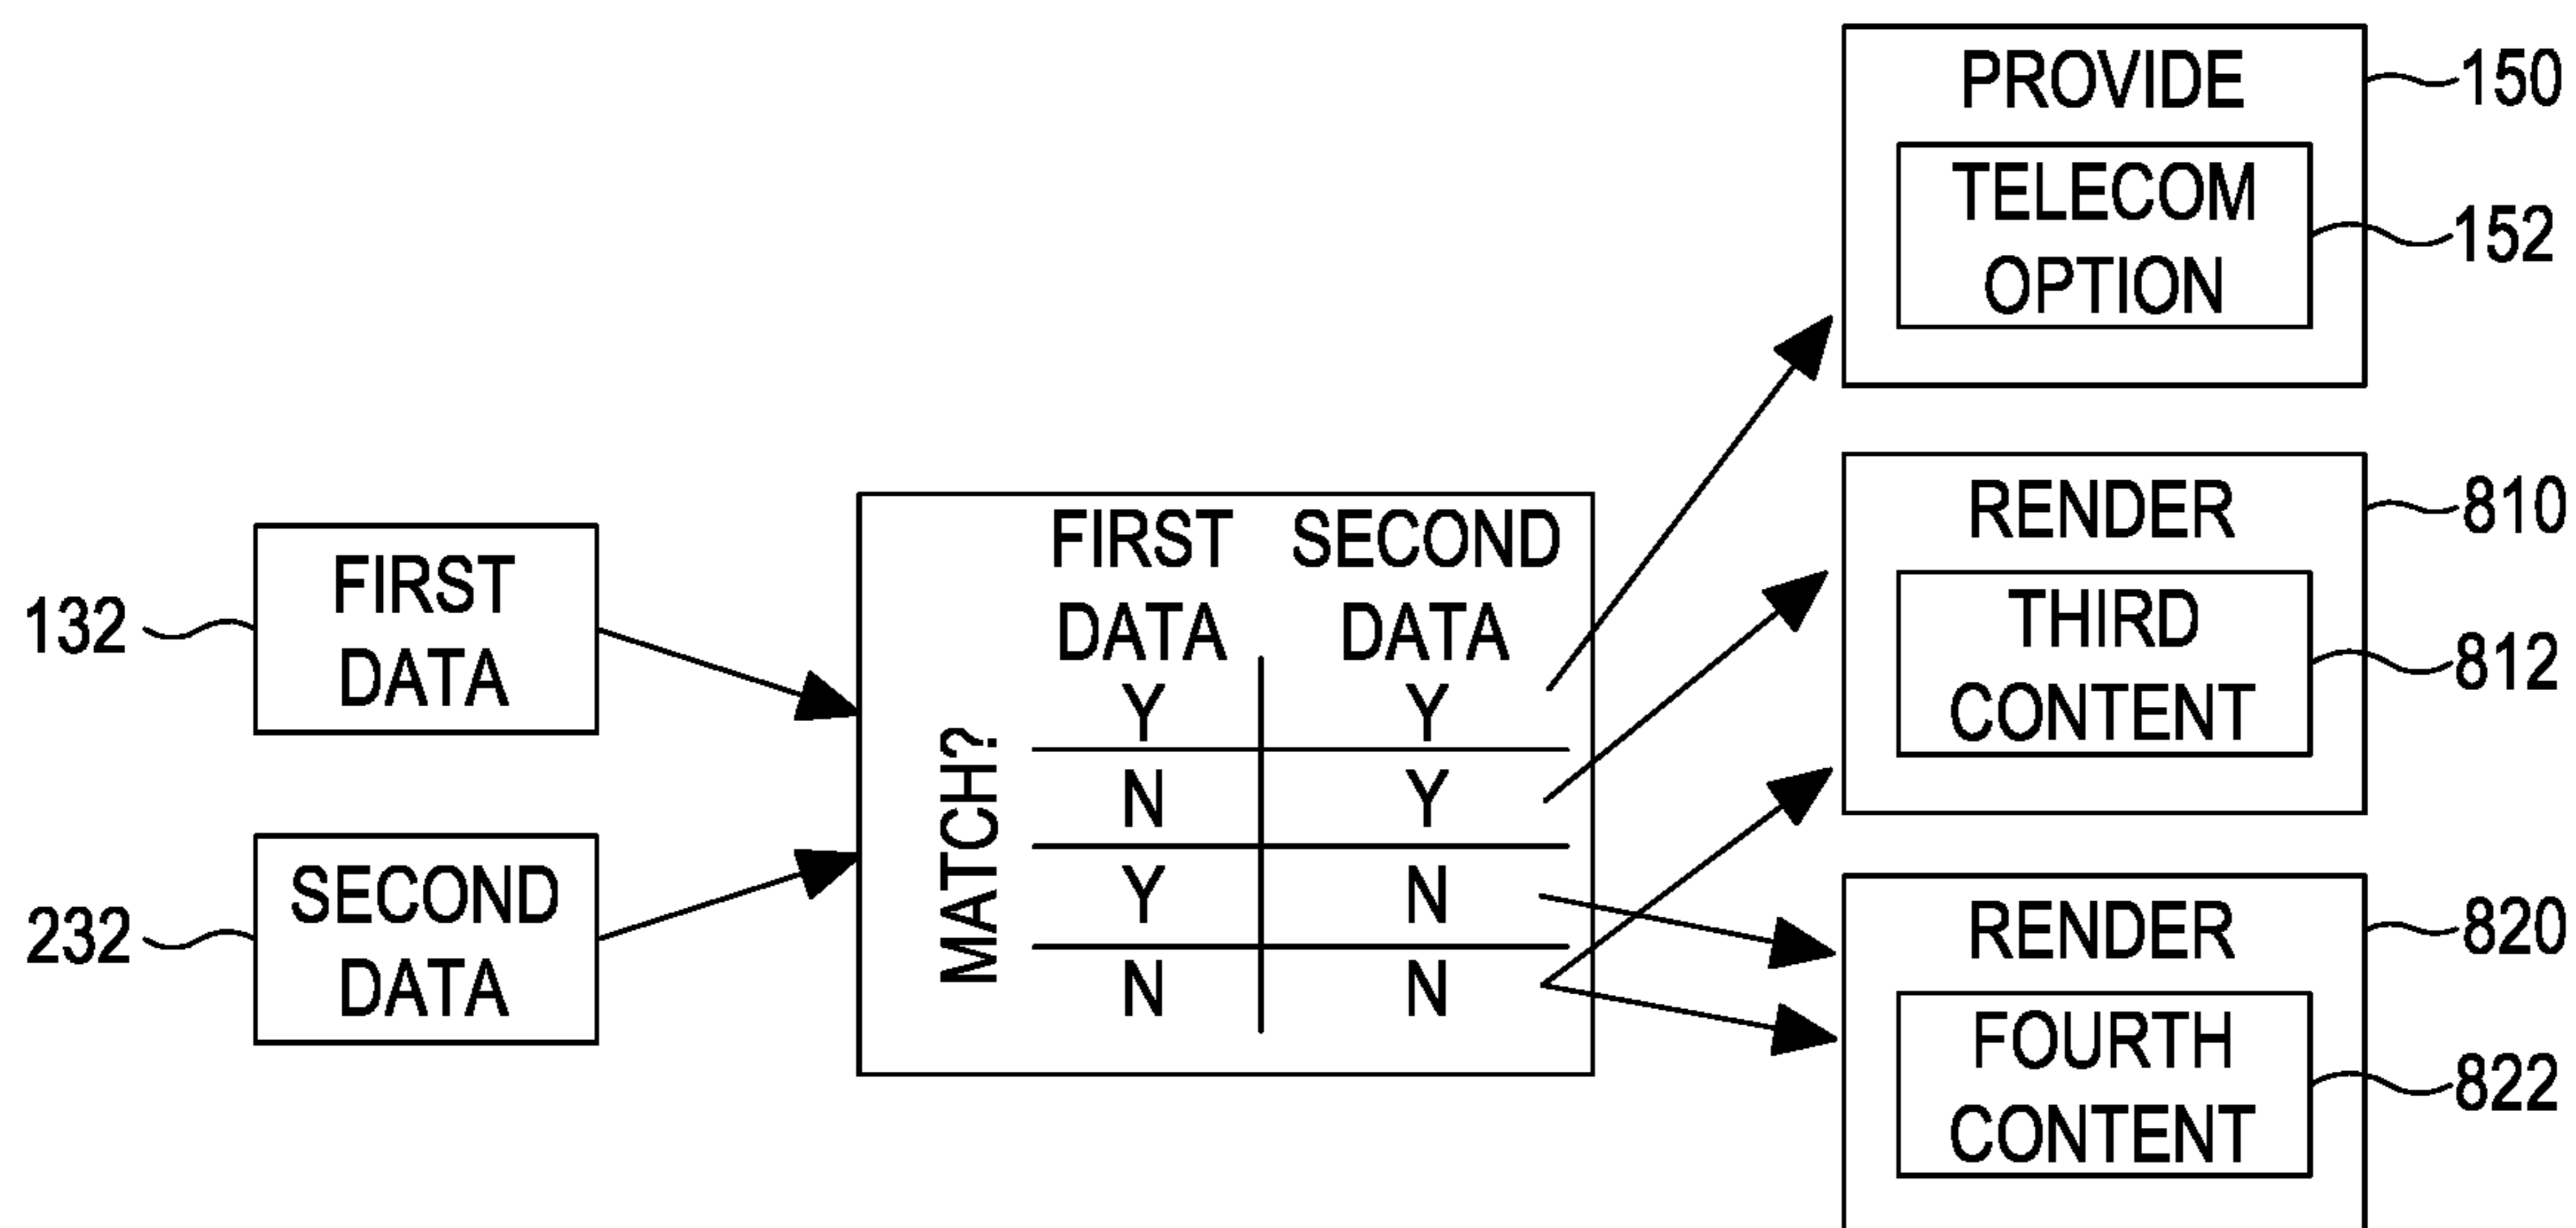 132
FIRST
DATA
232
SECOND
DATA
MATCH?
FIRST SECOND
DATA DATA
Y Y
N Y
Y N
N N
PROVIDE
150
TELECOM
OPTION
152
RENDER
810
THIRD
CONTENT
812
RENDER
820
FOURTH
CONTENT
822